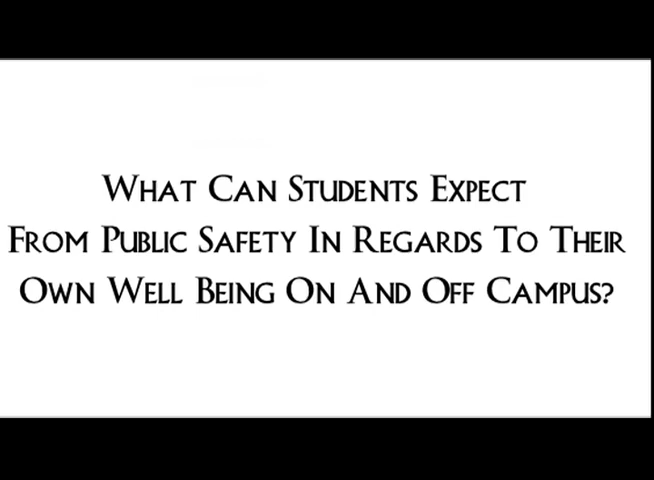 What Can Students Expect
From Public Safety In Regards To Their
Own Well Being On And Off Campus?